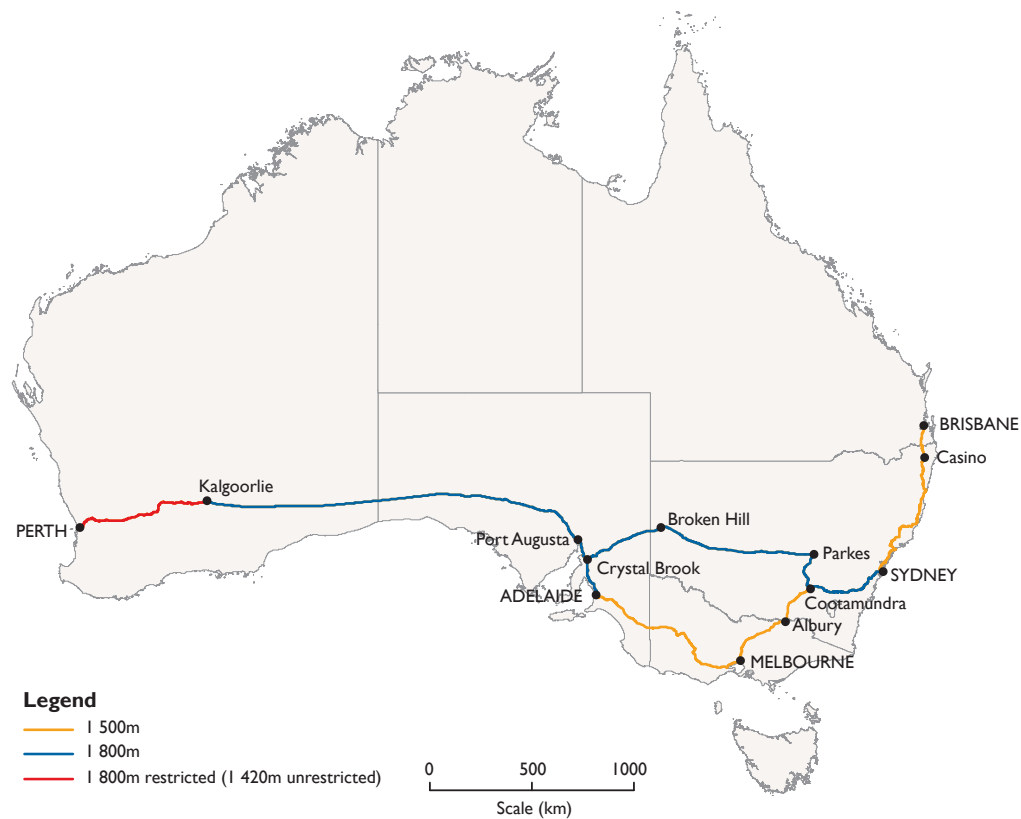 BRISBANE
Casino
Kalgoorlie
PERTH
Broken Hill
Port Augusta
Parkes
Crystal Brook
SYDNEY
ADELAIDE
Cootamundra
Albury
MELBOURNE
Legend
1 500m
1 800m
1 800m restricted (1 420m unrestricted)
0 500 1000
Scale (km)